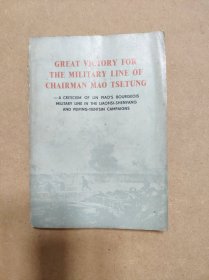 GREAT VICTORY FOR
THE MILITARY LINE OF
CHAIRMAN MAO TSETUNG
—A CRITICISM OF LIN PIAO'S BOURGEOIS
MILITARY LINE IN THE LIAOHSI-SHENYANG
AND PEIPING-TIENTSIN CAMPAIGNS